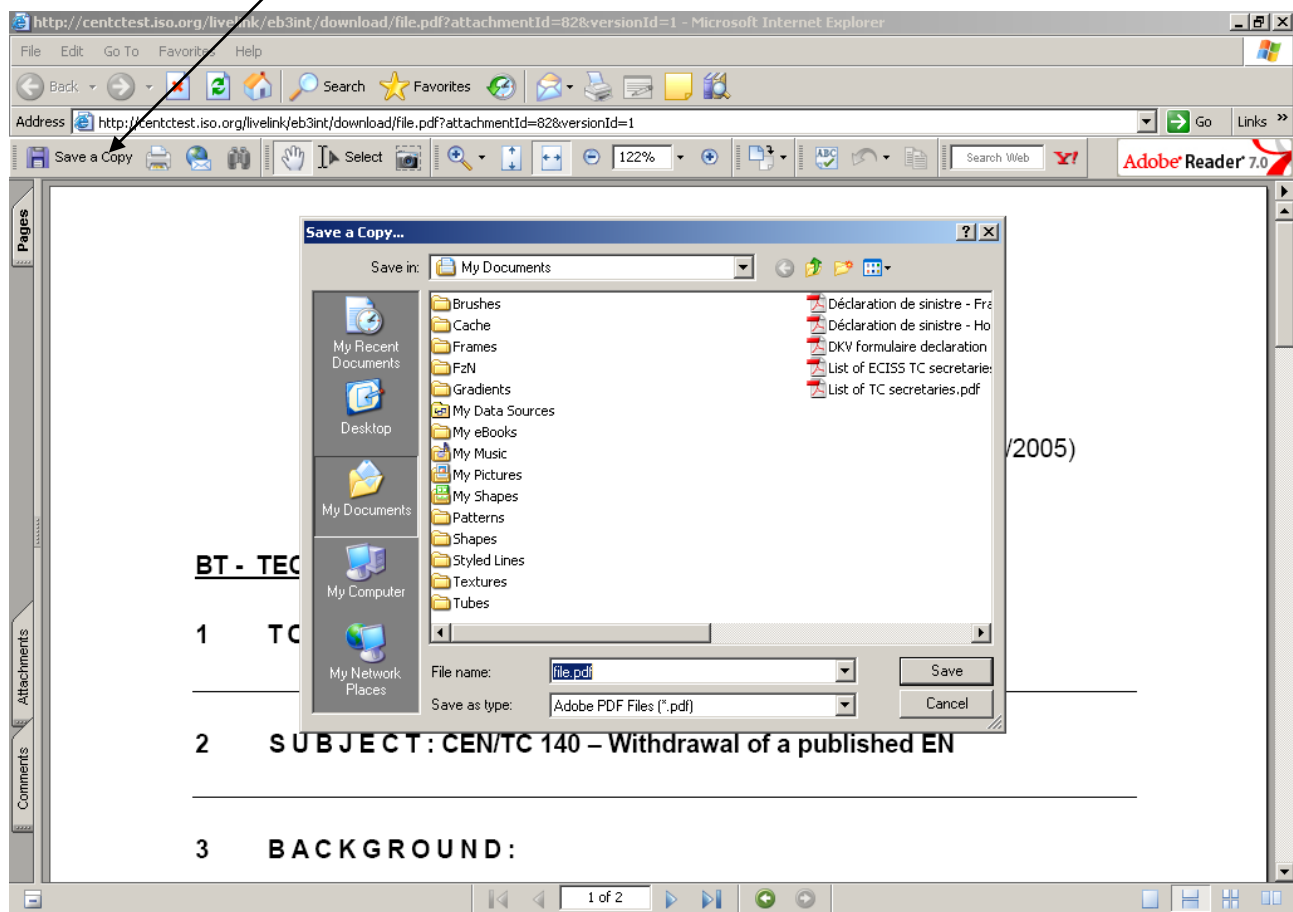 http://centctest.iso.org/livelink/eb3int/download/file.pdf?attachmentId=82&versionId=1 - Microsoft Internet Explorer
File Edit Go To Favorites Help
Back Search Favorites
Address http://centctest.iso.org/livelink/eb3int/download/file.pdf?attachmentId=82&versionId=1 Go Links »
Save a Copy Select 122% Search Web Y! Adobe Reader 7.0
Pages
Attachments
Comments
Save a Copy...
Save in: My Documents
My Recent Documents
Desktop
My Documents
My Computer
My Network Places
Brushes
Cache
Frames
FzN
Gradients
My Data Sources
My eBooks
My Music
My Pictures
My Shapes
Patterns
Shapes
Styled Lines
Textures
Tubes
Déclaration de sinistre - Fra
Déclaration de sinistre - Ho
DKV formulaire declaration
List of ECISS TC secretarie
List of TC secretaries.pdf
File name: file.pdf Save
Save as type: Adobe PDF Files (*.pdf) Cancel
/2005)
BT - TEC
1 T C
2 S U B J E C T : CEN/TC 140 – Withdrawal of a published EN
3 B A C K G R O U N D :
1 of 2